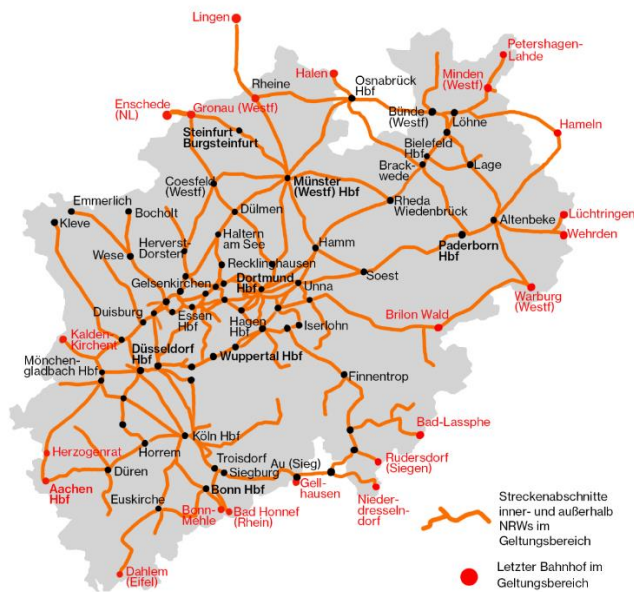 Lingen
Petershagen-
Lahde
Halen
Osnabrück
Hbf
Rheine
Minden
(Westf)
Enschede
(NL)
Gronau (Westf)
Bünde
(Westf)
Löhne
Hameln
Steinfurt
Burgsteinfurt
Bielefeld
Hbf
Brack-
wede
Lage
Coesfeld
(Westf)
Münster
(Westf) Hbf
Emmerlich
Kleve
Bocholt
Dülmen
Rheda
Wiedenbrück
Altenbeke
Lüchtringen
Wehrden
Haltern
am See
Hamm
Paderborn
Hbf
Wese
Herverst-
Dorsten
Recklinghausen
Soest
Gelsenkirchen
Dortmund
Hbf
Unna
Warburg
(Westf)
Duisburg
Essen
Hbf
Hagen
Hbf
Iserlohn
Brilon Wald
Kalden-
Kirchent
Düsseldorf
Hbf
Wuppertal Hbf
Mönchen-
gladbach Hbf
Finnentrop
Köln Hbf
Bad-Lassphe
Herzogenrat
Horrem
Troisdorf
Siegburg
Au (Sieg)
Rudersdorf
(Siegen)
Aachen
Hbf
Düren
Gell-
hausen
Euskirche
Bonn Hbf
Nieder-
dresseln-
dorf
Bonn-
Mehle
Bad Honnef
(Rhein)
Dahlem
(Eifel)
Streckenabschnitte
inner- und außerhalb
NRWs im
Geltungsbereich
Letzter Bahnhof im
Geltungsbereich